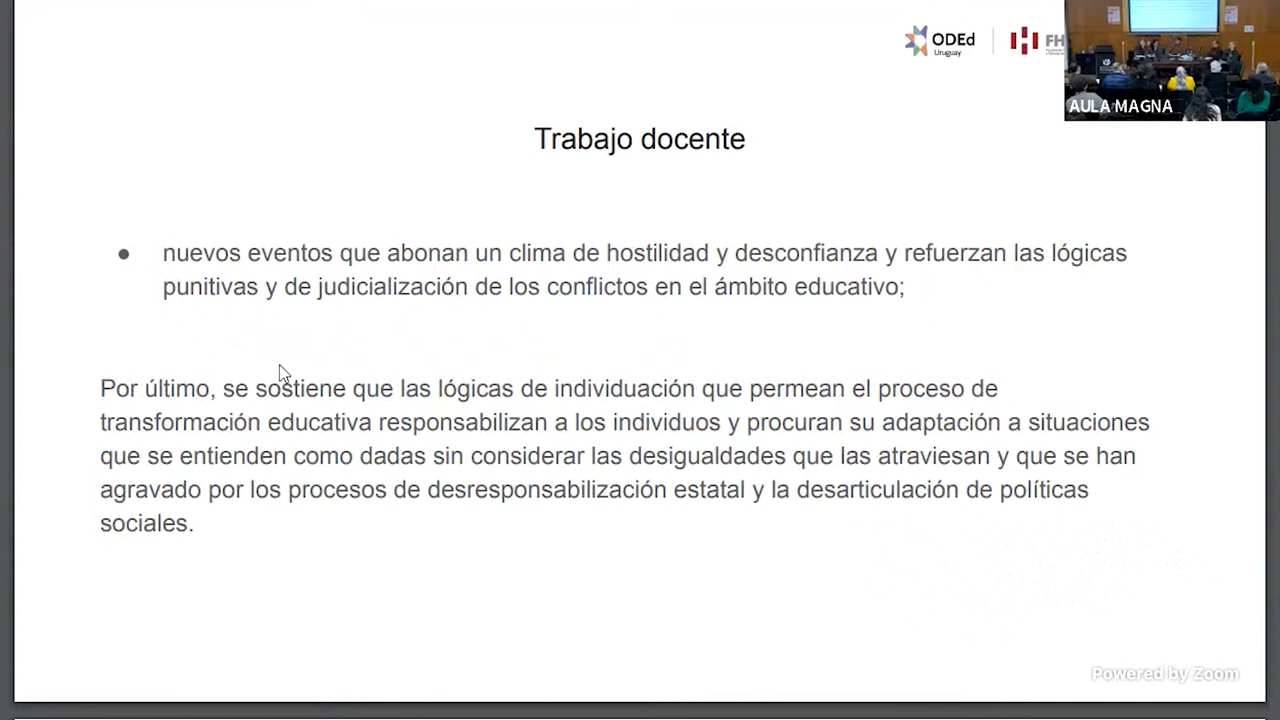 ODEd
Uruguay
FH
AULA MAGNA
Trabajo docente
● nuevos eventos que abonan un clima de hostilidad y desconfianza y refuerzan las lógicas
punitivas y de judicialización de los conflictos en el ámbito educativo;
Por último, se sostiene que las lógicas de individuación que permean el proceso de
transformación educativa responsabilizan a los individuos y procuran su adaptación a situaciones
que se entienden como dadas sin considerar las desigualdades que las atraviesan y que se han
agravado por los procesos de desresponsabilización estatal y la desarticulación de políticas
sociales.
Powered by Zoom